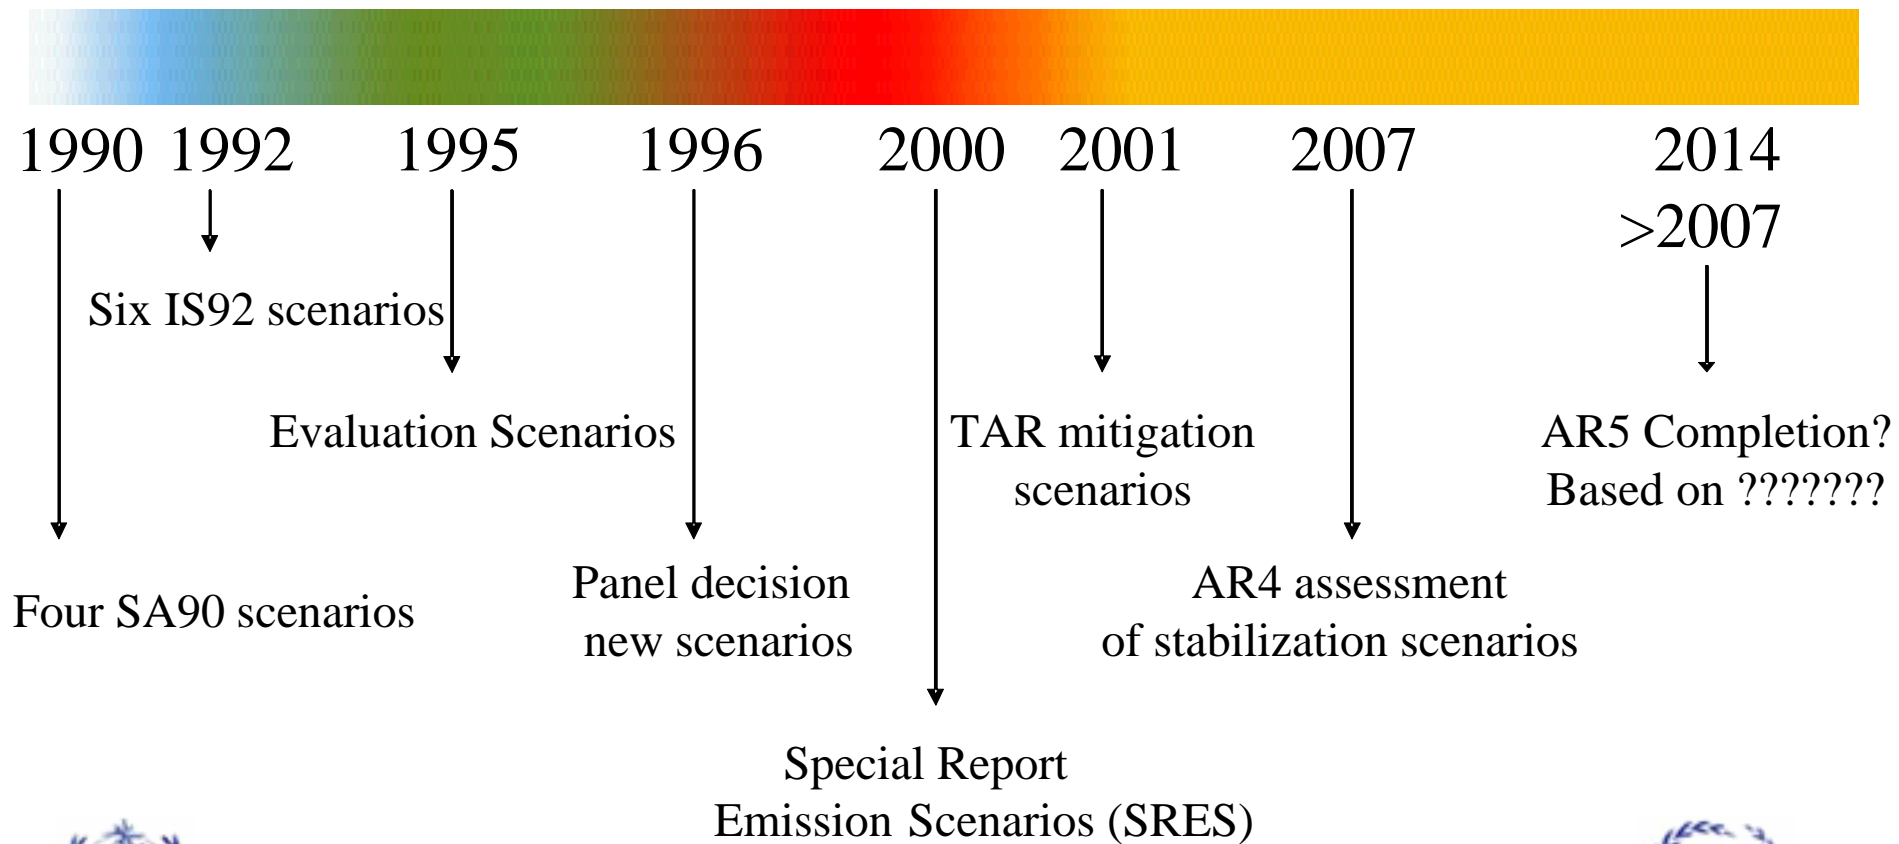 1990 1992 1995 1996 2000 2001 2007 2014
>2007
Six IS92 scenarios
Evaluation Scenarios
TAR mitigation
scenarios
AR5 Completion?
Based on ???????
Four SA90 scenarios
Panel decision
new scenarios
AR4 assessment
of stabilization scenarios
Special Report
Emission Scenarios (SRES)